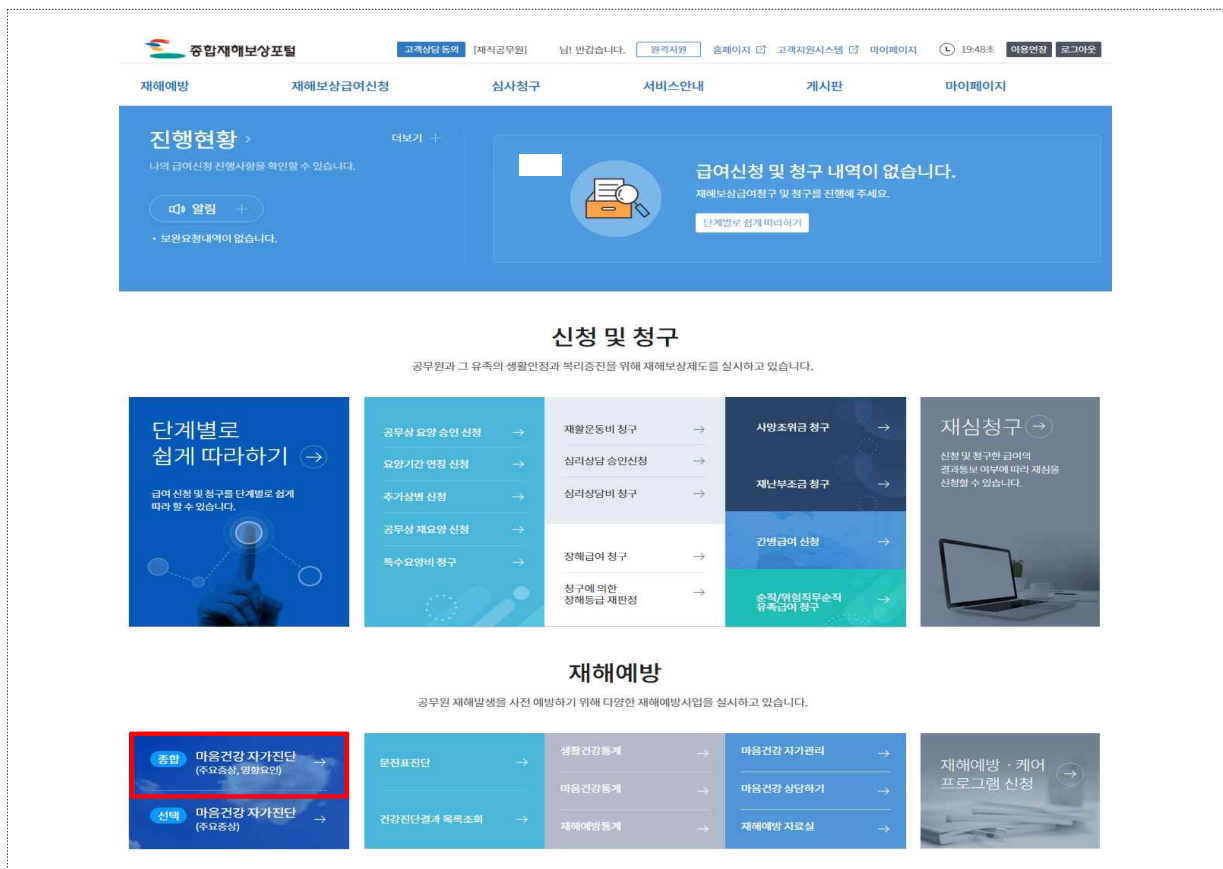 종합재해보상포털
고객상담동의 [재직공무원] 님! 반갑습니다. 원격지원 홈페이지 고객지원시스템 마이페이지 19:48초 이용연장 로그아웃
재해예방 재해보상급여신청 심사청구 서비스안내 게시판 마이페이지
진행현황 > 더보기 +
나의 급여신청 진행사항을 확인할 수 있습니다.
알림 +
· 보완요청내역이 없습니다.
급여신청 및 청구 내역이 없습니다.
재해보상급여청구 및 청구를 진행해 주세요.
단계별로 쉽게 따라하기
신청 및 청구
공무원과 그 유족의 생활안정과 복리증진을 위해 재해보상제도를 실시하고 있습니다.
단계별로
쉽게 따라하기 →
급여 신청 및 청구를 단계별로 쉽게
따라 할 수 있습니다.
공무상 요양 승인 신청 →
요양기간 연장 신청 →
추가상병 신청 →
공무상 재요양 신청 →
특수요양비 청구 →
재활운동비 청구 →
심리상담 승인신청 →
심리상담비 청구 →
장해급여 청구 →
청구에 의한
장해등급 재판정 →
사망조위금 청구 →
재난부조금 청구 →
간병급여 신청 →
순직/위험직무순직
유족급여 청구 →
재심청구 →
신청 및 청구한 급여의
결과통보 이부에 따라 재심을
신청할 수 있습니다.
재해예방
공무원 재해발생을 사전 예방하기 위해 다양한 재해예방사업을 실시하고 있습니다.
종합 마음건강 자가진단 →
(주요증상, 영향요인)
선택 마음건강 자가진단 →
(주요증상)
문진표진단 →
건강진단결과 목록조회 →
생활건강통계 →
마음건강통계 →
재해예방통계 →
마음건강 자가관리 →
마음건강 상담하기 →
재해예방 자료실 →
재해예방 · 케어
프로그램 신청 →